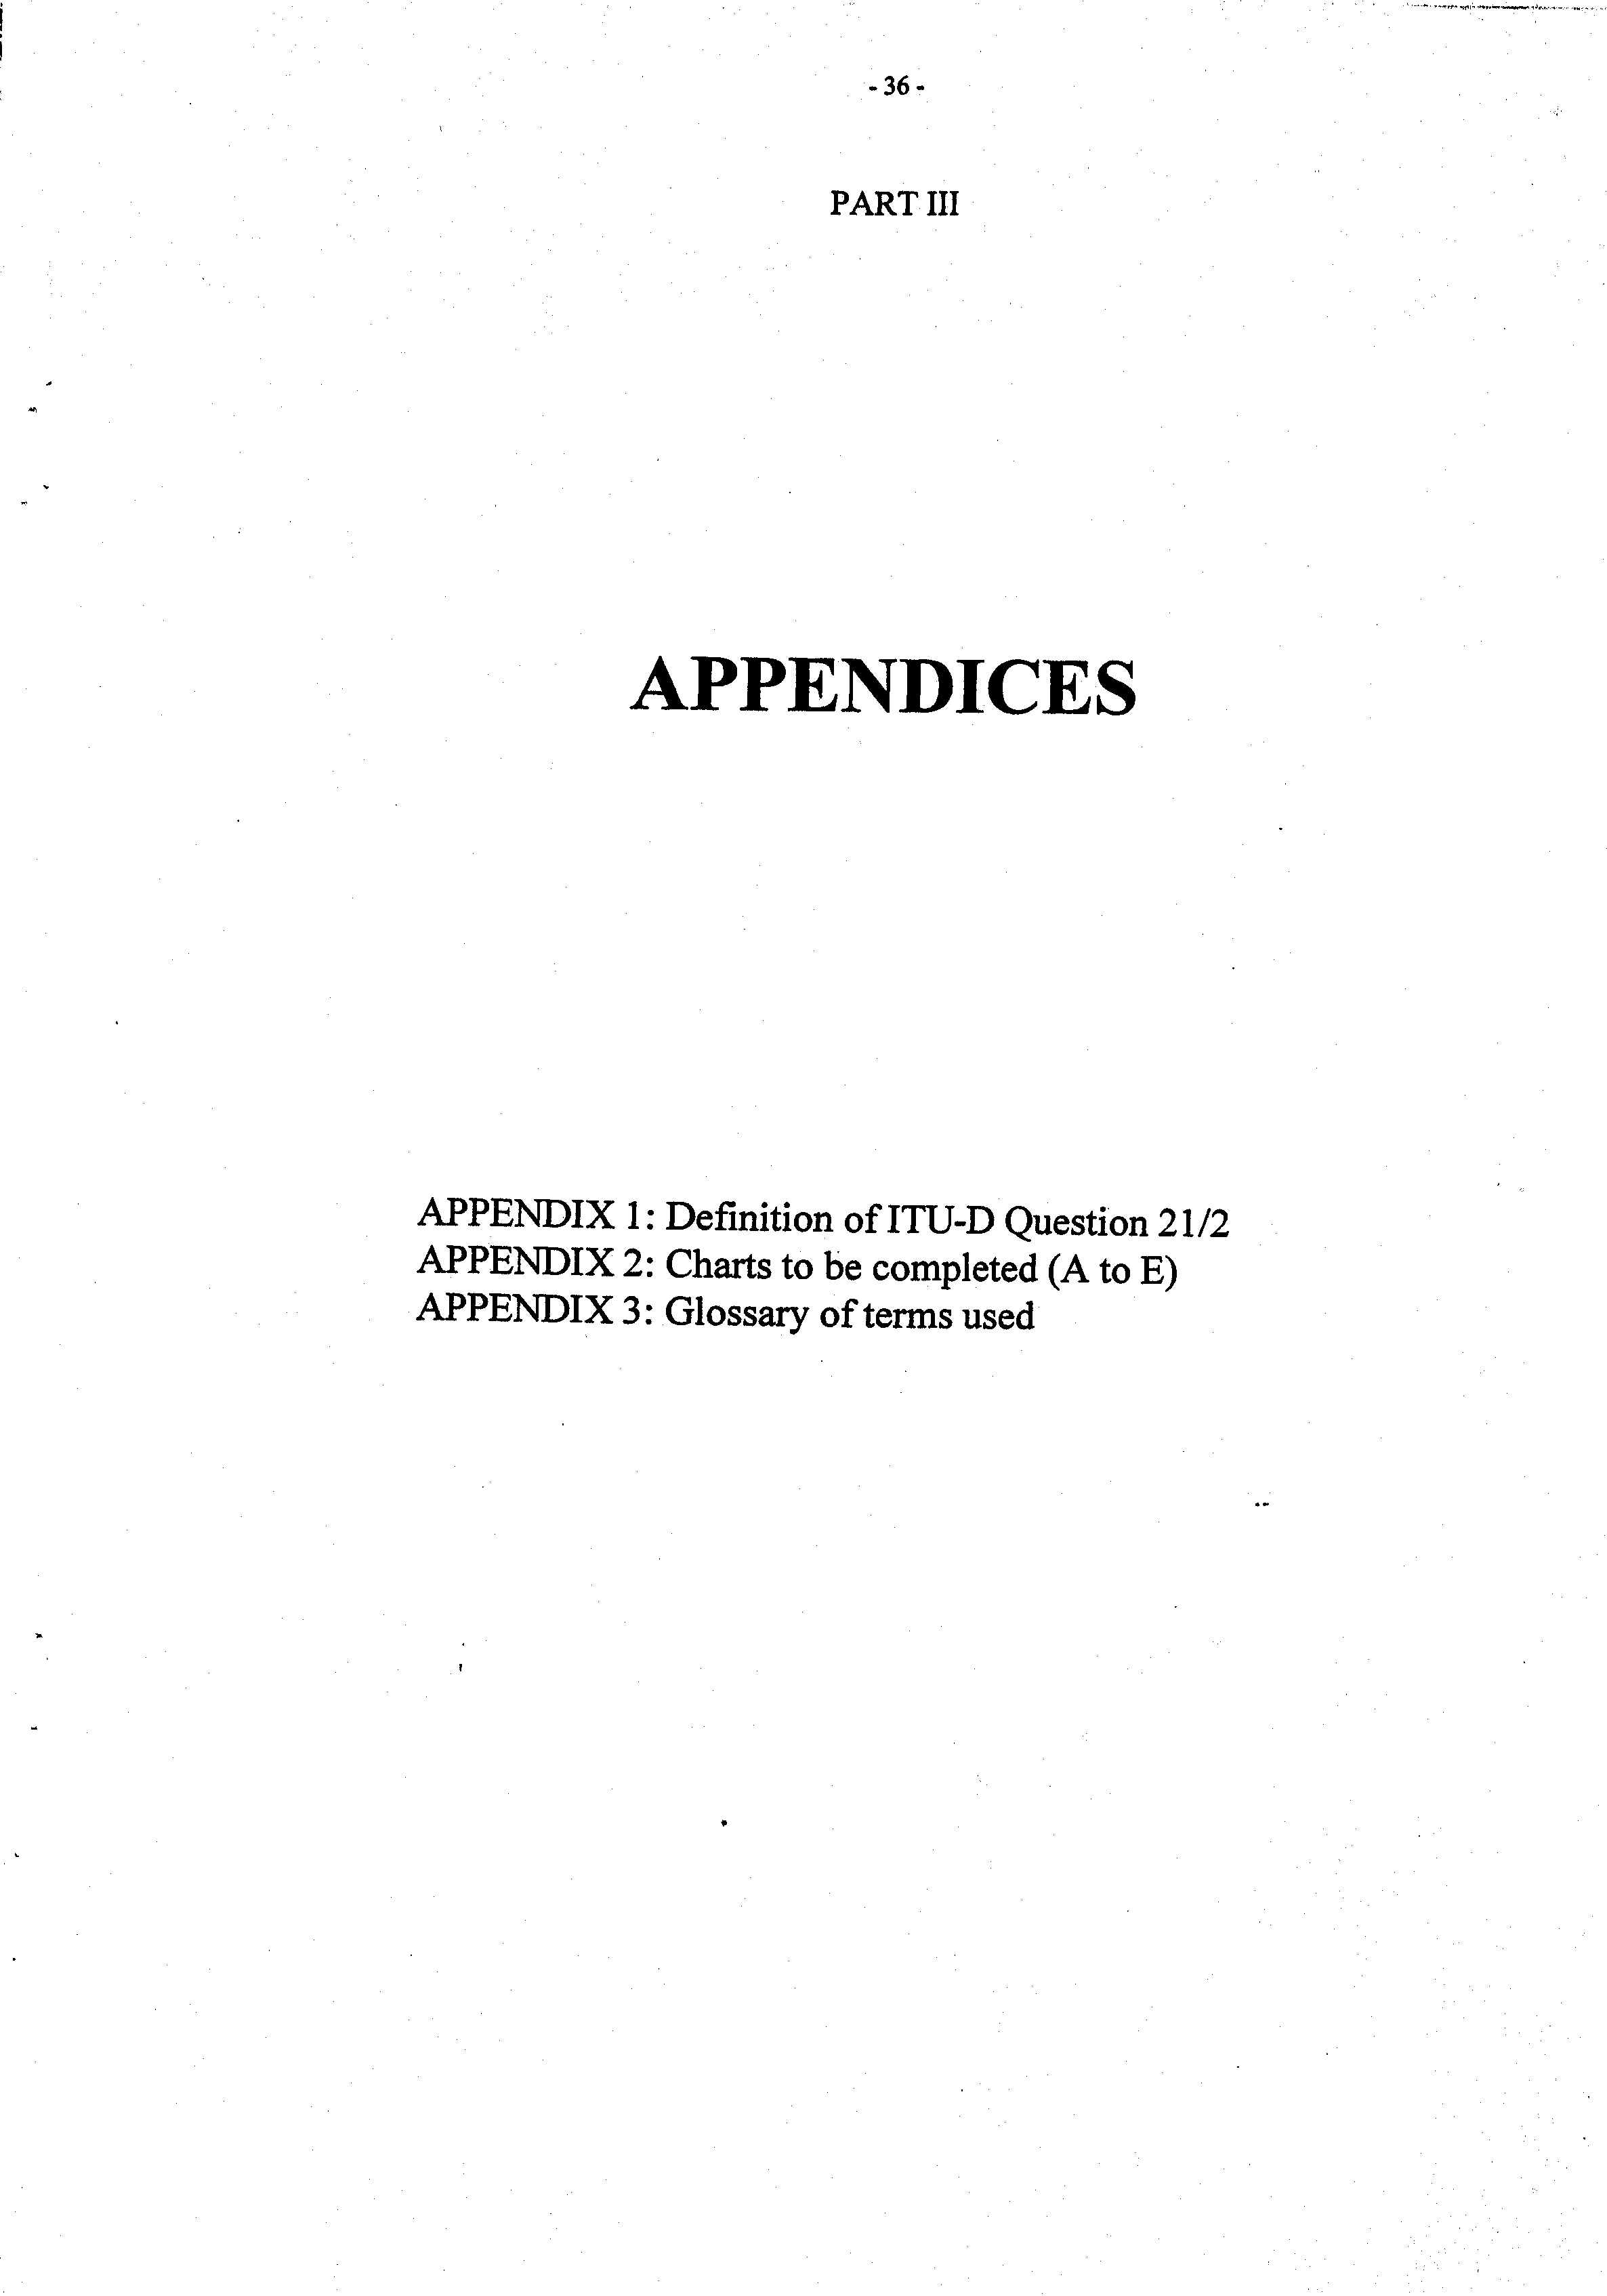 - 36 -
PART III
APPENDICES
APPENDIX 1: Definition of ITU-D Question 21/2
APPENDIX 2: Charts to be completed (A to E)
APPENDIX 3: Glossary of terms used